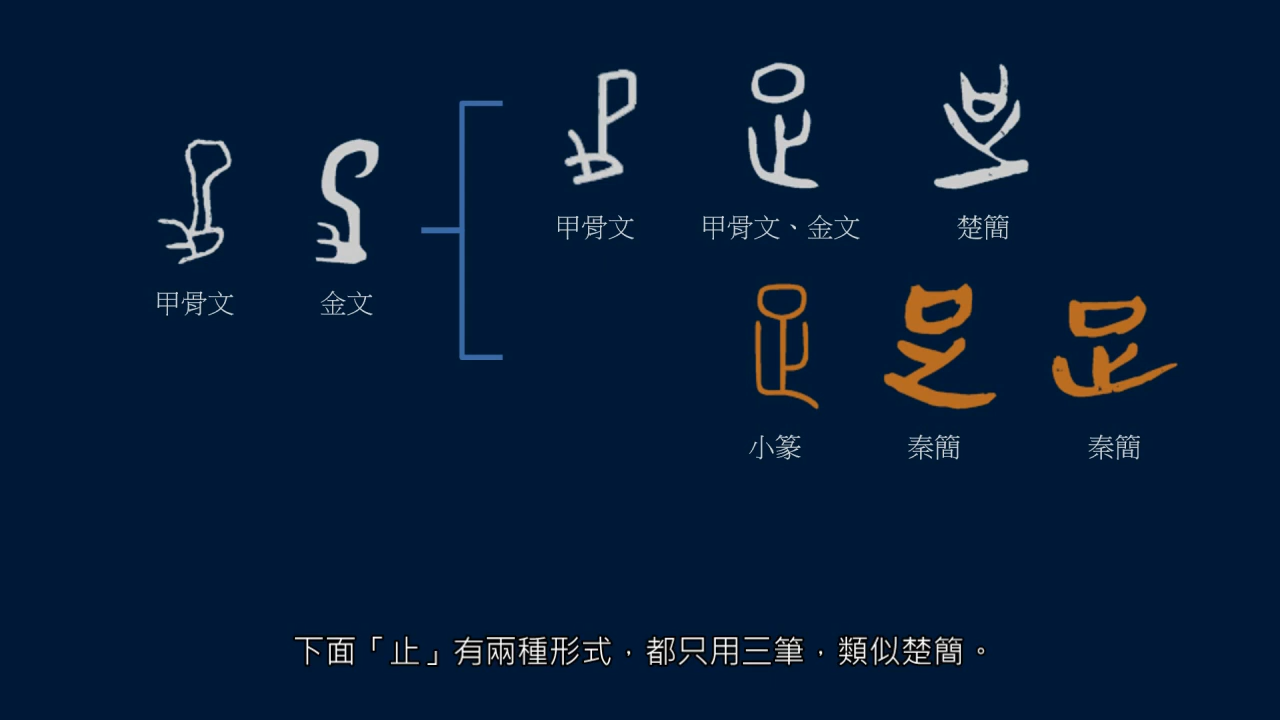 甲骨文
金文
甲骨文
甲骨文、金文
楚簡
小篆
秦簡
秦簡
下面「止」有兩種形式，都只用三筆，類似楚簡。